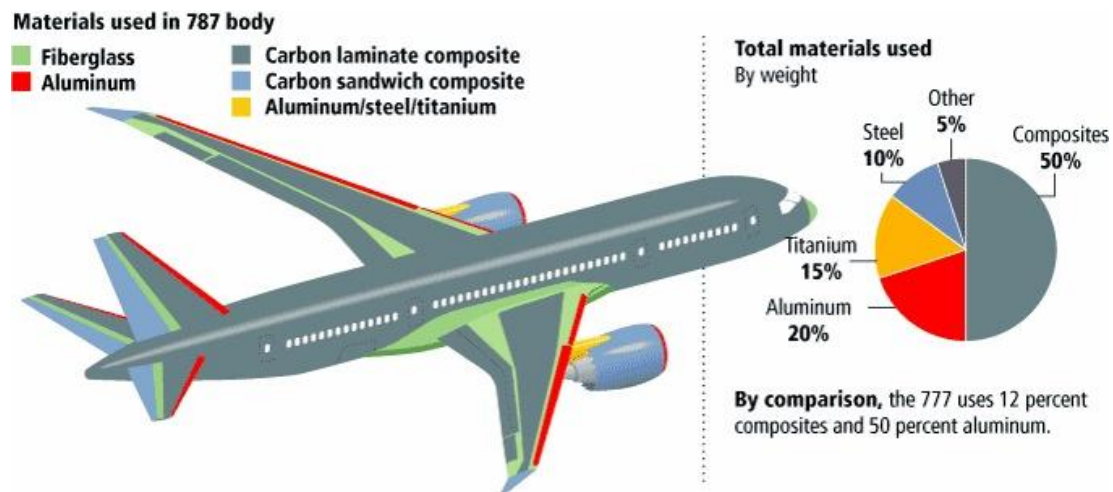 Materials used in 787 body
Fiberglass
Aluminum
Carbon laminate composite
Carbon sandwich composite
Aluminum/steel/titanium
Total materials used
By weight
Other
5%
Steel
10%
Composites
50%
Titanium
15%
Aluminum
20%
By comparison, the 777 uses 12 percent
composites and 50 percent aluminum.